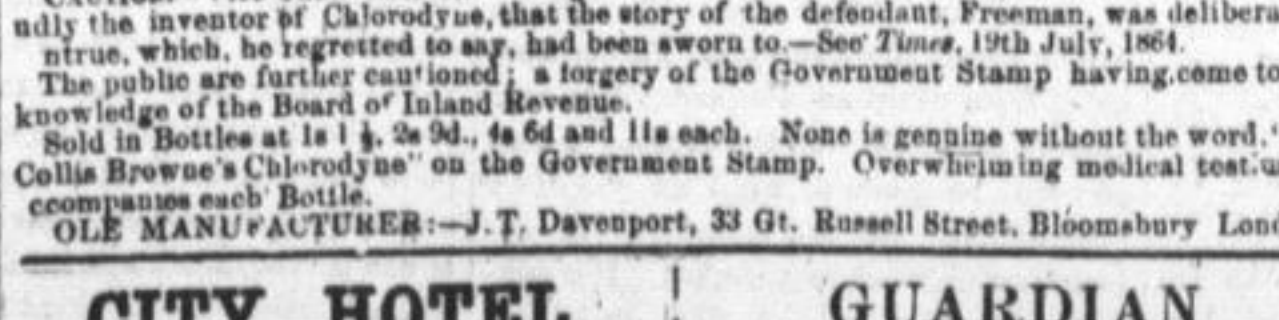 udly the inventor of Chlorodyne, that the story of the defendant, Freeman, was delibera
ntrue, which, he regretted to say, had been sworn to.—See Times, 19th July, 1864.
The public are further cautioned; a forgery of the Government Stamp having come to
knowledge of the Board of Inland Revenue.
Sold in Bottles at 1s 1½, 2s 9d., 4s 6d and 11s each. None is genuine without the word.
Collis Browne's Chlorodyne" on the Government Stamp. Overwhelming medical
ccompanies each Bottle.
OLE MANUFACTURER:—J.T. Davenport, 33 Gt. Russell Street, Bloomsbury Lon
CITY HOTEL
GUARDIAN